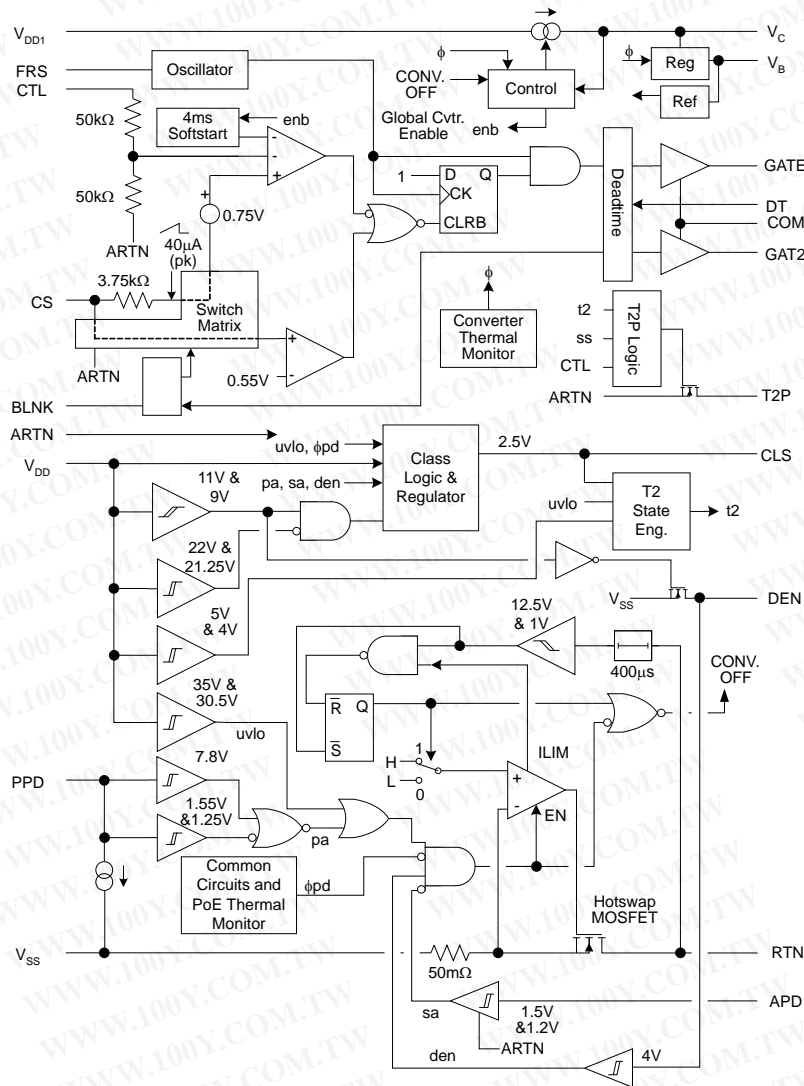 V_DD1
V_C
FRS
Oscillator
ϕ
CONV.
OFF
Control
ϕ
Reg
V_B
Ref
CTL
50kΩ
4ms
Softstart
enb
Global Cvtr.
Enable
enb
-
-
+
1
D
Q
CK
CLRB
Deadtime
GATE
DT
COM
GAT2
50kΩ
+
0.75V
ARTN
40μA
(pk)
3.75kΩ
CS
Switch
Matrix
ϕ
Converter
Thermal
Monitor
t2
ss
CTL
T2P Logic
ARTN
+
-
0.55V
ARTN
T2P
BLNK
ARTN
uvlo, ϕpd
2.5V
V_DD
Class
Logic &
Regulator
CLS
pa, sa, den
11V &
9V
T2
State
Eng.
uvlo
t2
22V &
21.25V
V_SS
DEN
5V
& 4V
12.5V
& 1V
400μs
CONV.
OFF
35V &
30.5V
uvlo
R
Q
S
ILIM
H
1
L
0
+
-
EN
PPD
7.8V
1.55V
&1.25V
pa
Common
Circuits and
PoE Thermal
Monitor
ϕpd
Hotswap
MOSFET
V_SS
50mΩ
RTN
sa
1.5V
&1.2V
APD
ARTN
den
4V
WWW.100Y.COM.TW